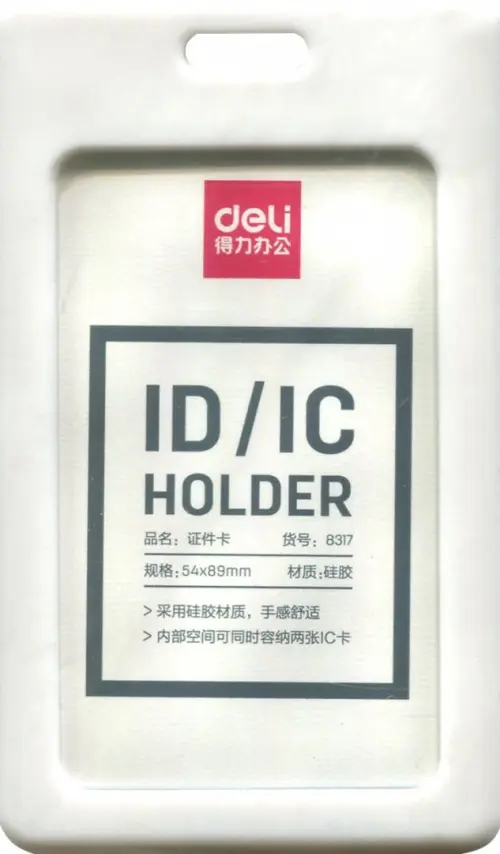 deli
得力办公
ID/IC
HOLDER
品名：证件卡 货号：8317
规格：54x89mm 材质：硅胶
> 采用硅胶材质，手感舒适
> 内部空间可同时容纳两张IC卡